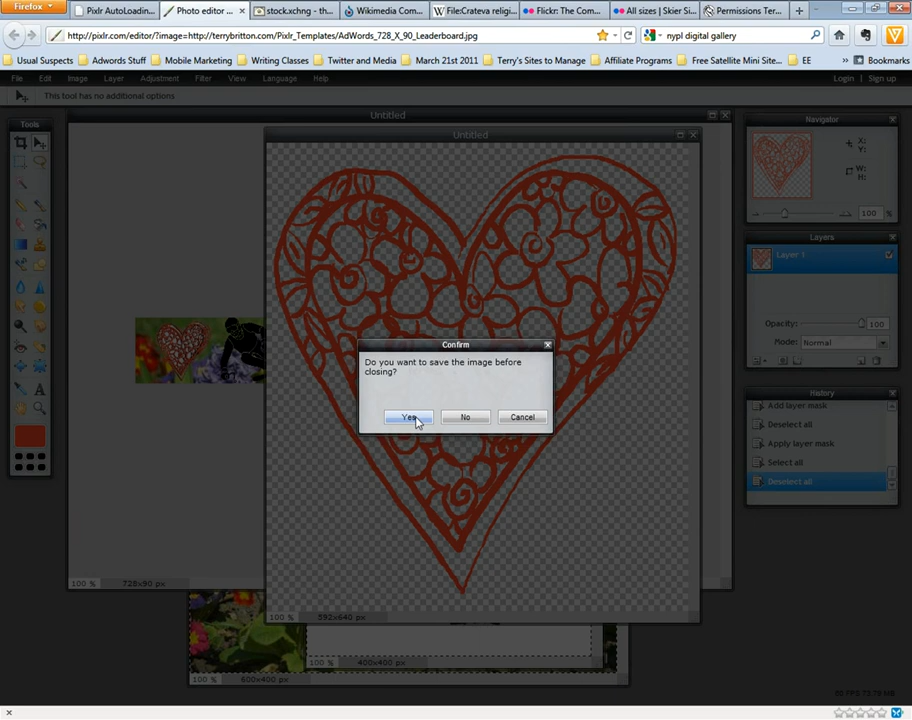 Firefox
Pixlr AutoLoadin...
Photo editor ...
stock.xchng - th...
Wikimedia Com...
File:Crateva religi...
Flickr: The Com...
All sizes | Skier Si...
Permissions Tem...
http://pixlr.com/editor/?image=http://terrybritton.com/Pixlr_Templates/AdWords_728_X_90_Leaderboard.jpg
nypl digital gallery
Usual Suspects
Adwords Stuff
Mobile Marketing
Writing Classes
Twitter and Media
March 21st 2011
Terry's Sites to Manage
Affiliate Programs
Free Satellite Mini Site...
EE
Bookmarks
File Edit Image Layer Adjustment Filter View Language Help
Login | Sign up
This tool has no additional options
Tools
Untitled
Untitled
Navigator
X:
Y:
W:
H:
100 %
Layers
Layer 1
Opacity: 100
Mode: Normal
History
Add layer mask
Deselect all
Apply layer mask
Select all
Deselect all
Confirm
Do you want to save the image before
closing?
Yes No Cancel
100 % 728x90 px
100 % 592x640 px
100 % 400x400 px
100 % 600x400 px